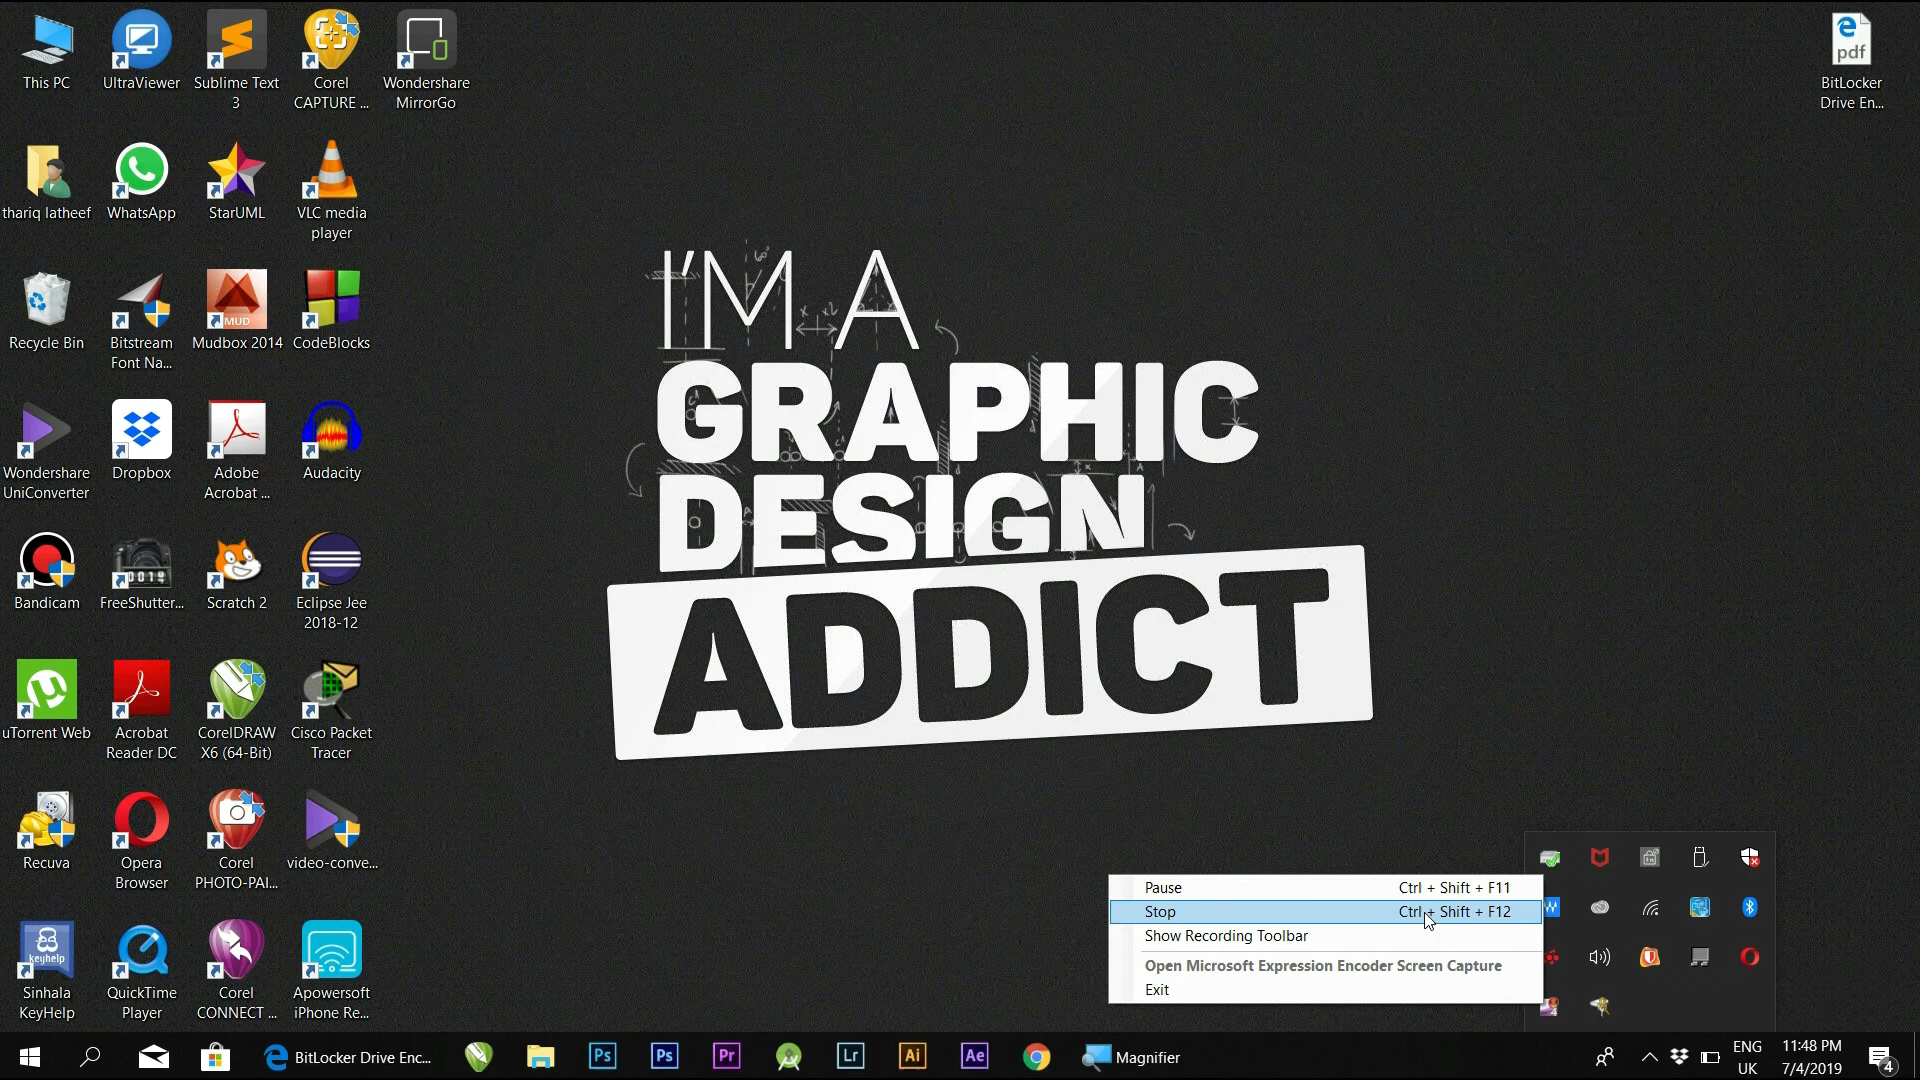 This PC
UltraViewer
Sublime Text
3
Corel
CAPTURE ...
Wondershare
MirrorGo
pdf
BitLocker
Drive En...
thariq latheef
WhatsApp
StarUML
VLC media
player
Recycle Bin
Bitstream
Font Na...
MUD
Mudbox 2014
CodeBlocks
Wondershare
UniConverter
Dropbox
Adobe
Acrobat ...
Audacity
Bandicam
0019
FreeShutter...
Scratch 2
Eclipse Jee
2018-12
uTorrent Web
Acrobat
Reader DC
CorelDRAW
X6 (64-Bit)
Cisco Packet
Tracer
Recuva
Opera
Browser
Corel
PHOTO-PAI...
video-conve...
keyhelp
Sinhala
KeyHelp
QuickTime
Player
Corel
CONNECT ...
Apowersoft
iPhone Re...
I'M A
GRAPHIC
DESIGN
ADDICT
Pause Ctrl + Shift + F11
Stop Ctrl + Shift + F12
Show Recording Toolbar
Open Microsoft Expression Encoder Screen Capture
Exit
BitLocker Drive Enc...
Ps
Ps
Pr
Lr
Ai
Ae
Magnifier
ENG
UK
11:48 PM
7/4/2019
4